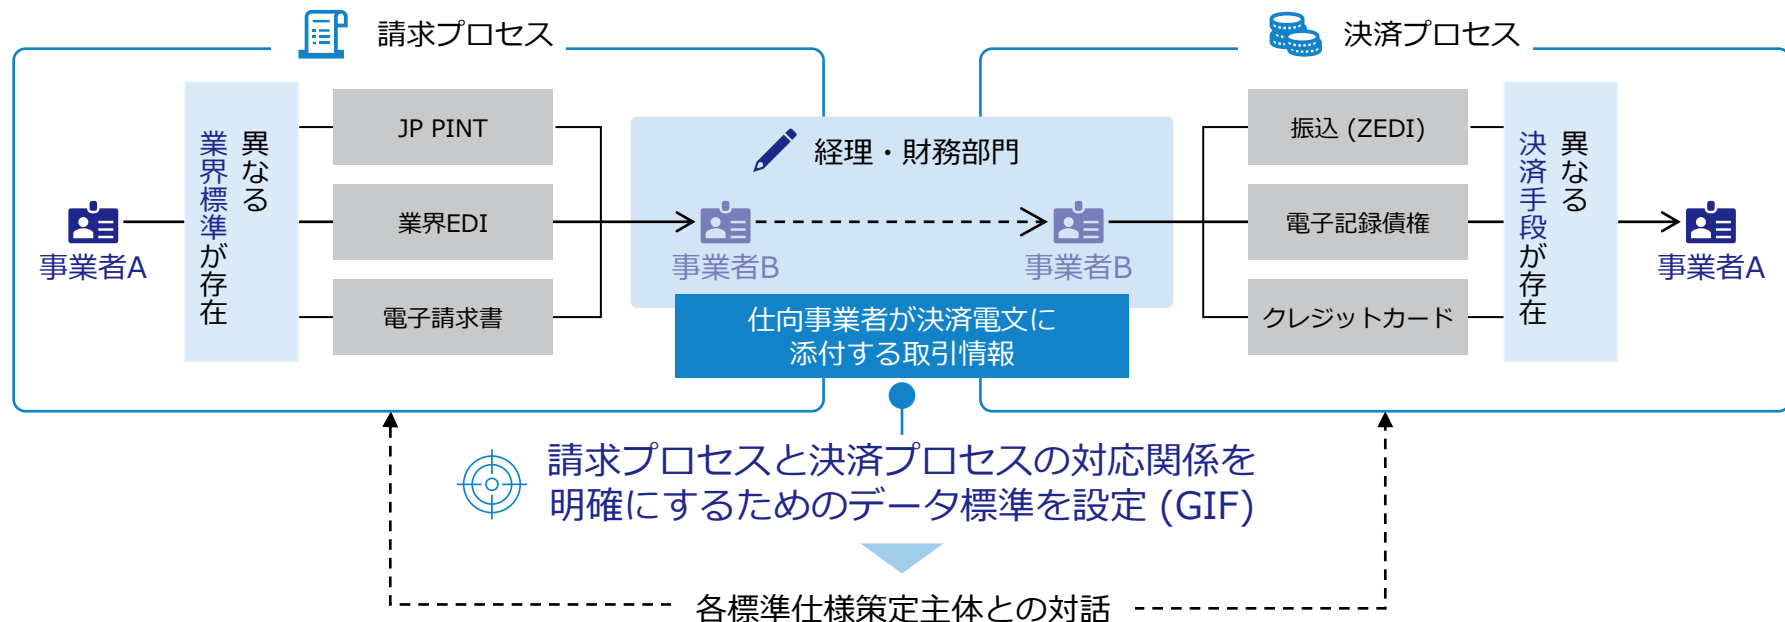 請求プロセス
決済プロセス
異なる
業界標準が存在
JP PINT
業界EDI
電子請求書
事業者A
経理・財務部門
事業者B
事業者B
仕向事業者が決済電文に
添付する取引情報
振込 (ZEDI)
電子記録債権
クレジットカード
異なる
決済手段が存在
事業者A
請求プロセスと決済プロセスの対応関係を
明確にするためのデータ標準を設定 (GIF)
各標準仕様策定主体との対話